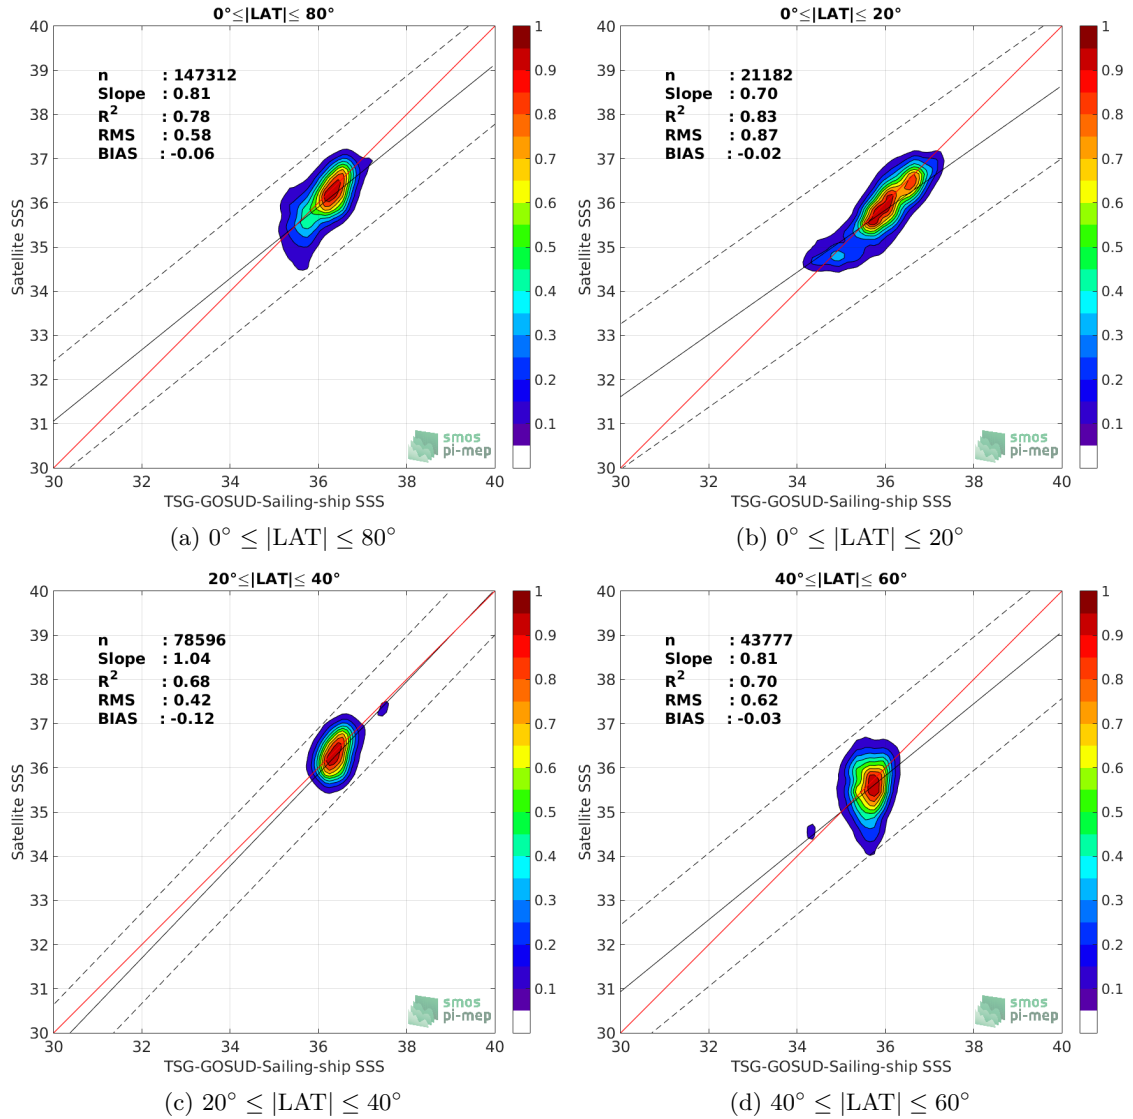 0°≤|LAT|≤ 80°
n : 147312
Slope : 0.81
R² : 0.78
RMS : 0.58
BIAS : -0.06
40
39
38
37
36
35
34
33
32
31
30
Satellite SSS
30 32 34 36 38 40
TSG-GOSUD-Sailing-ship SSS
1
0.9
0.8
0.7
0.6
0.5
0.4
0.3
0.2
0.1
smos
pi-mep
(a) 0° ≤ |LAT| ≤ 80°
0°≤|LAT|≤ 20°
n : 21182
Slope : 0.70
R² : 0.83
RMS : 0.87
BIAS : -0.02
40
39
38
37
36
35
34
33
32
31
30
Satellite SSS
30 32 34 36 38 40
TSG-GOSUD-Sailing-ship SSS
1
0.9
0.8
0.7
0.6
0.5
0.4
0.3
0.2
0.1
smos
pi-mep
(b) 0° ≤ |LAT| ≤ 20°
20°≤|LAT|≤ 40°
n : 78596
Slope : 1.04
R² : 0.68
RMS : 0.42
BIAS : -0.12
40
39
38
37
36
35
34
33
32
31
30
Satellite SSS
30 32 34 36 38 40
TSG-GOSUD-Sailing-ship SSS
1
0.9
0.8
0.7
0.6
0.5
0.4
0.3
0.2
0.1
smos
pi-mep
(c) 20° ≤ |LAT| ≤ 40°
40°≤|LAT|≤ 60°
n : 43777
Slope : 0.81
R² : 0.70
RMS : 0.62
BIAS : -0.03
40
39
38
37
36
35
34
33
32
31
30
Satellite SSS
30 32 34 36 38 40
TSG-GOSUD-Sailing-ship SSS
1
0.9
0.8
0.7
0.6
0.5
0.4
0.3
0.2
0.1
smos
pi-mep
(d) 40° ≤ |LAT| ≤ 60°